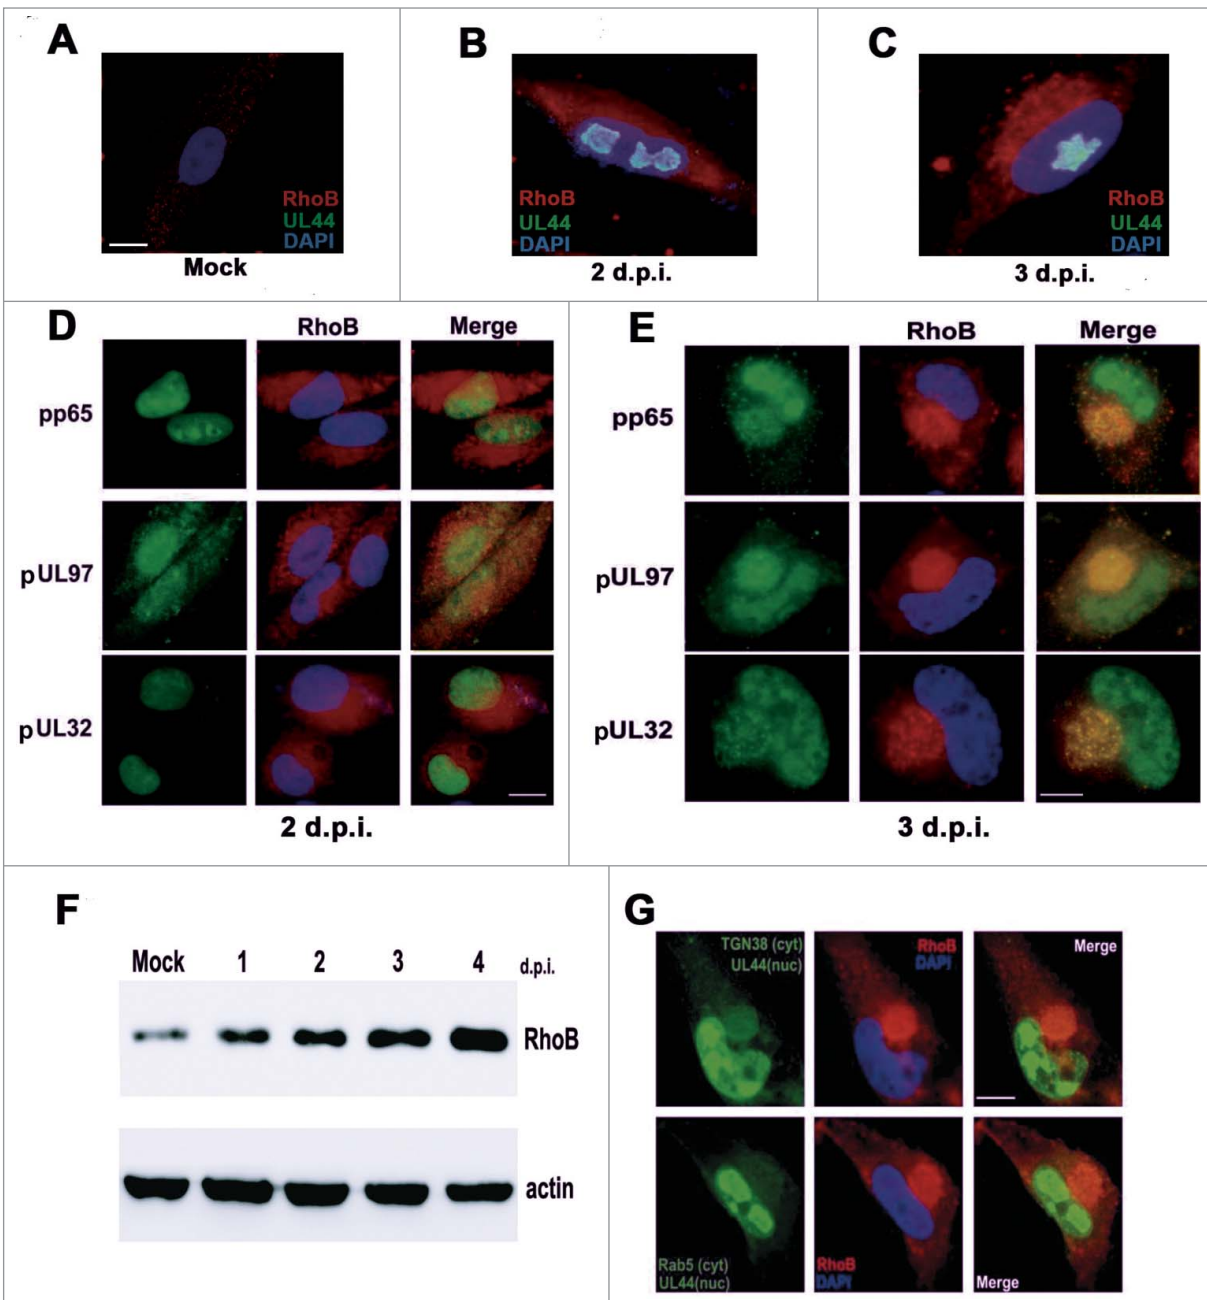 A
RhoB
UL44
DAPI
Mock
B
RhoB
UL44
DAPI
2 d.p.i.
C
RhoB
UL44
DAPI
3 d.p.i.
D
RhoB Merge
pp65
pUL97
pUL32
2 d.p.i.
E
RhoB Merge
pp65
pUL97
pUL32
3 d.p.i.
F
Mock 1 2 3 4 d.p.i.
RhoB
actin
G
TGN38 (cyt)
UL44(nuc)
RhoB
DAPI
Merge
Rab5 (cyt)
UL44(nuc)
RhoB
DAPI
Merge